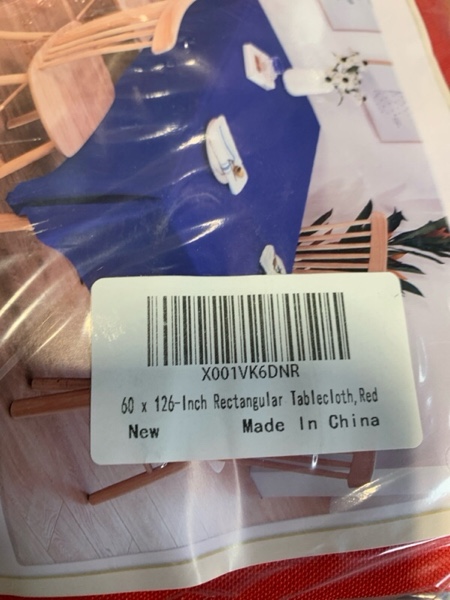 X001VK6DNR
60 x 126-Inch Rectangular Tablecloth,Red
New Made In China